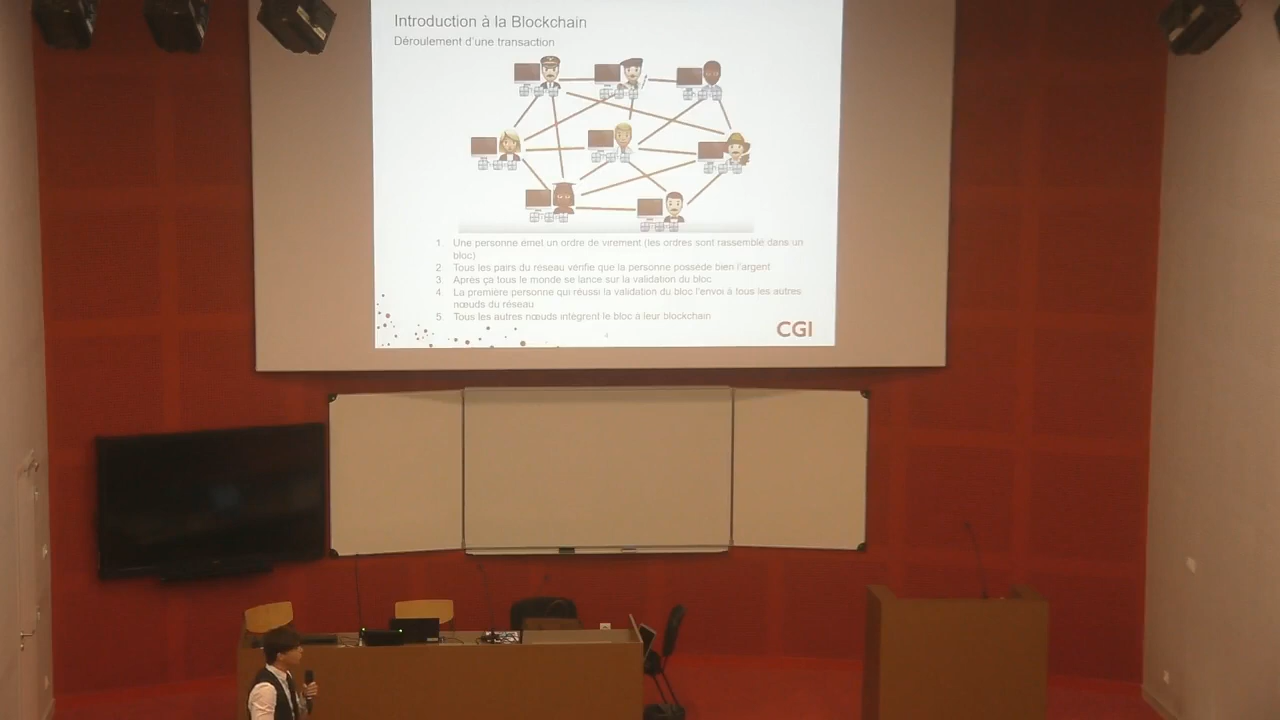 Introduction à la Blockchain
Déroulement d'une transaction
1. Une personne émet un ordre de virement (les ordres sont rassemblé dans un
bloc)
2 Tous les pairs du réseau vérifie que la personne possède bien l'argent
3. Après ça tous le monde se lance sur la validation du bloc
4. La première personne qui réussi la validation du bloc l'envoi à tous les autres
nœuds du réseau
5 Tous les autres nœuds intègrent le bloc à leur blockchain
4
CGI